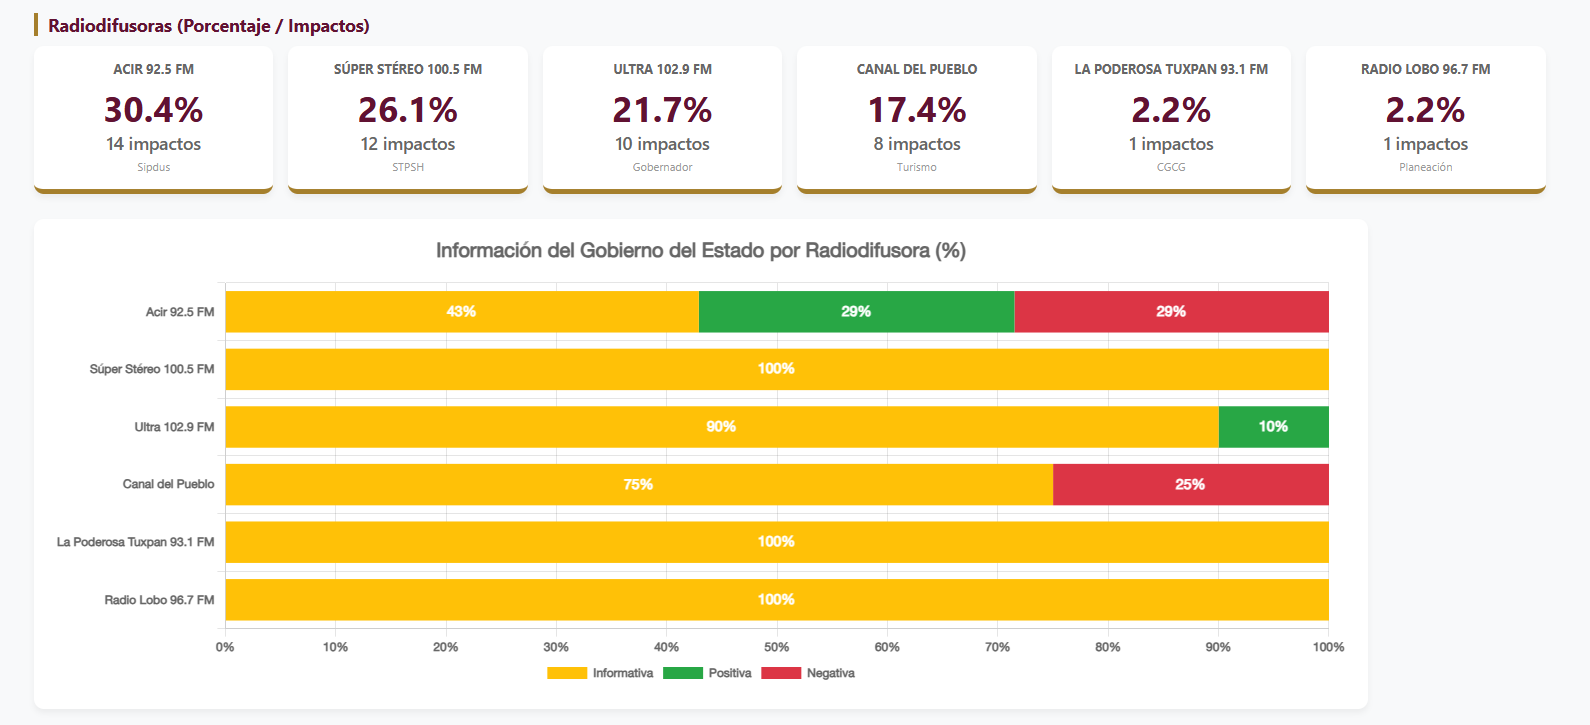 Radiodifusoras (Porcentaje / Impactos)
ACIR 92.5 FM
30.4%
14 impactos
Sipdus
SÚPER STÉREO 100.5 FM
26.1%
12 impactos
STPSH
ULTRA 102.9 FM
21.7%
10 impactos
Gobernador
CANAL DEL PUEBLO
17.4%
8 impactos
Turismo
LA PODEROSA TUXPAN 93.1 FM
2.2%
1 impactos
CGCG
RADIO LOBO 96.7 FM
2.2%
1 impactos
Planeación
Información del Gobierno del Estado por Radiodifusora (%)
Acir 92.5 FM 43% 29% 29%
Súper Stéreo 100.5 FM 100%
Ultra 102.9 FM 90% 10%
Canal del Pueblo 75% 25%
La Poderosa Tuxpan 93.1 FM 100%
Radio Lobo 96.7 FM 100%
0% 10% 20% 30% 40% 50% 60% 70% 80% 90% 100%
Informativa Positiva Negativa